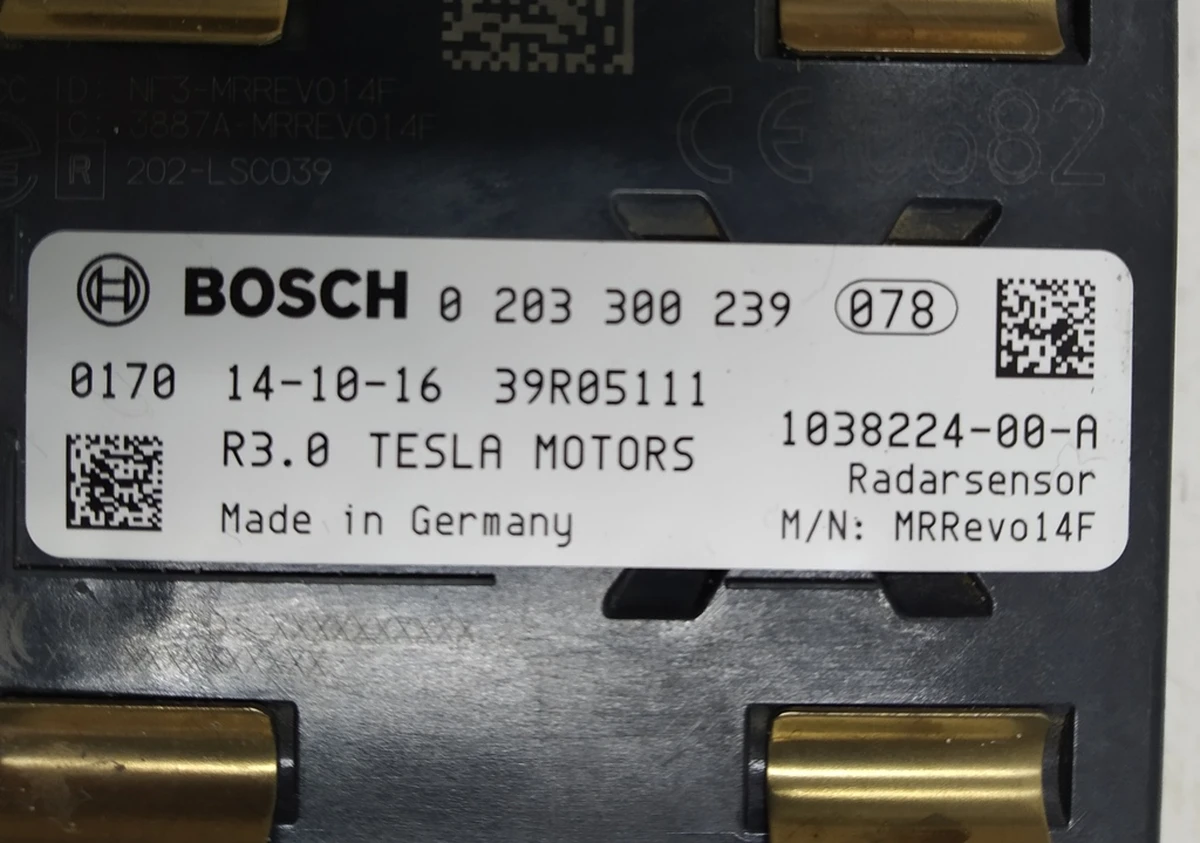 ID: NF3-MRREVO14F
IC: 3887A-MRREVO14F
R 202-LSC039
CE 0682
BOSCH 0 203 300 239 078
0170 14-10-16 39R05111
1038224-00-A
R3.0 TESLA MOTORS
Radarsensor
Made in Germany
M/N: MRRevo14F
XXXXXXXXXX